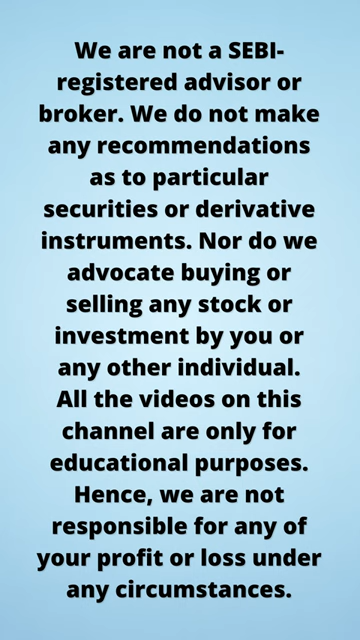 We are not a SEBI-
registered advisor or
broker. We do not make
any recommendations
as to particular
securities or derivative
instruments. Nor do we
advocate buying or
selling any stock or
investment by you or
any other individual.
All the videos on this
channel are only for
educational purposes.
Hence, we are not
responsible for any of
your profit or loss under
any circumstances.